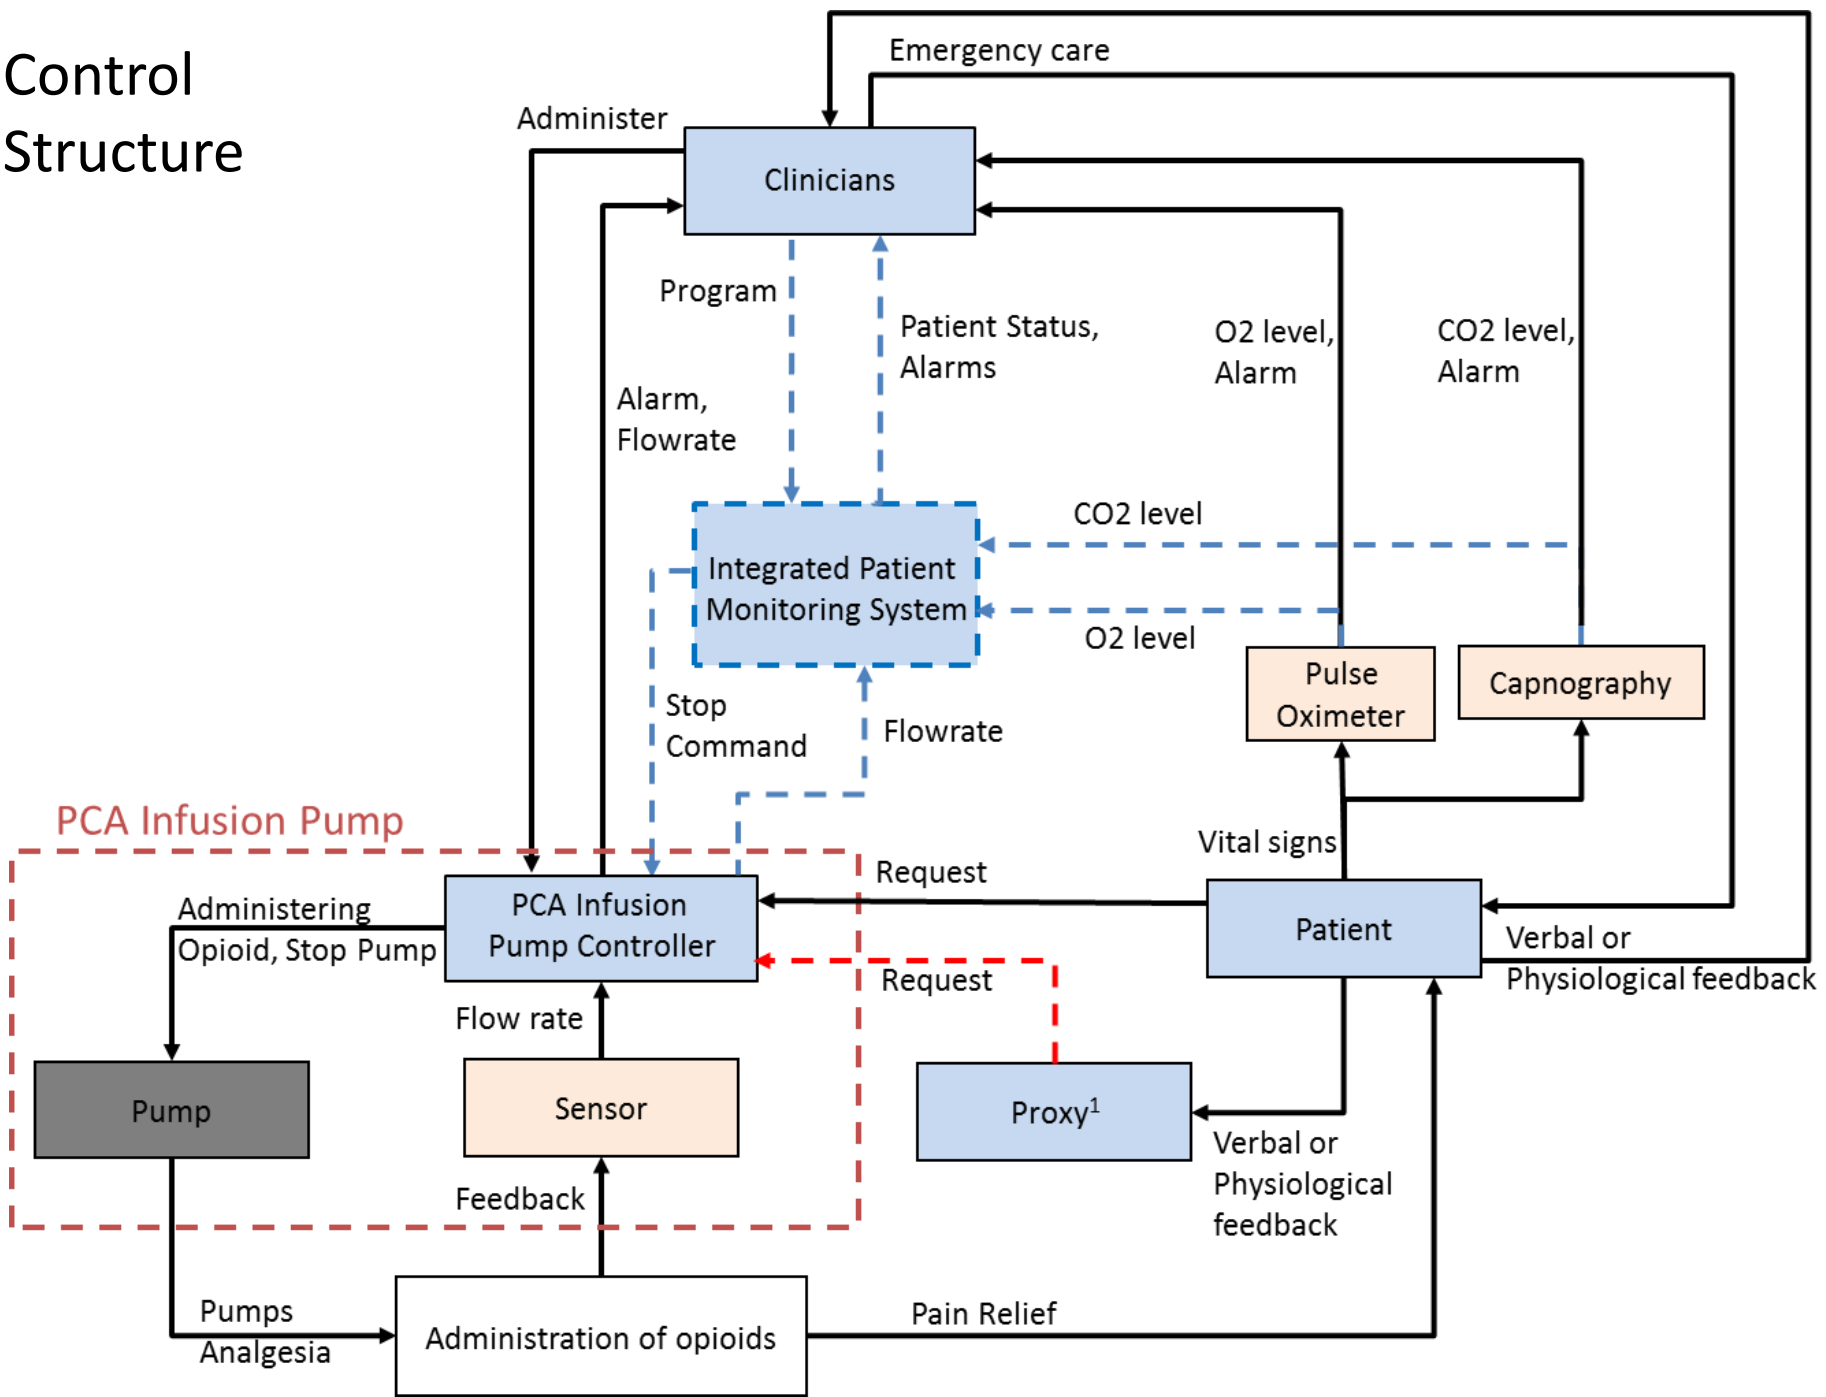 Control
Structure
Emergency care
Administer
Clinicians
Program
Patient Status,
Alarms
O2 level,
Alarm
CO2 level,
Alarm
Alarm,
Flowrate
CO2 level
Integrated Patient
Monitoring System
O2 level
Pulse
Oximeter
Capnography
Stop
Command
Flowrate
PCA Infusion Pump
Vital signs
Request
Administering
Opioid, Stop Pump
PCA Infusion
Pump Controller
Patient
Verbal or
Physiological feedback
Request
Flow rate
Pump
Sensor
Proxy¹
Verbal or
Physiological
feedback
Feedback
Pumps
Analgesia
Administration of opioids
Pain Relief